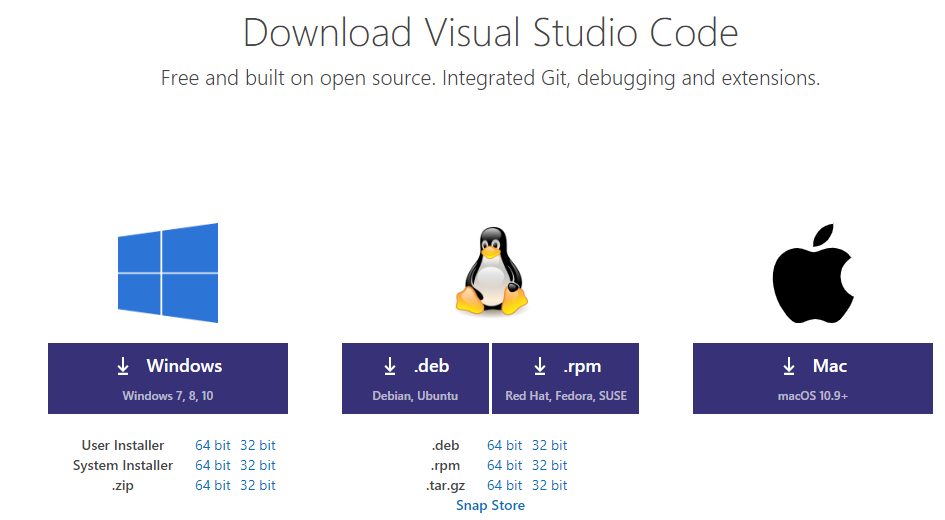 Download Visual Studio Code
Free and built on open source. Integrated Git, debugging and extensions.
Windows
Windows 7, 8, 10
.deb
Debian, Ubuntu
.rpm
Red Hat, Fedora, SUSE
Mac
macOS 10.9+
User Installer 64 bit 32 bit
System Installer 64 bit 32 bit
.zip 64 bit 32 bit
.deb 64 bit 32 bit
.rpm 64 bit 32 bit
.tar.gz 64 bit 32 bit
Snap Store